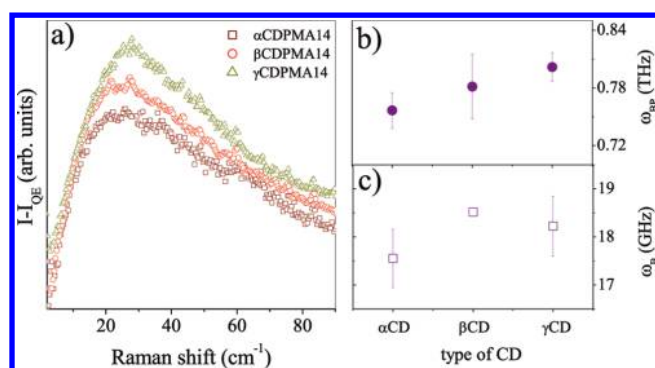 a)
αCDPMA14
βCDPMA14
γCDPMA14
I-I_QE (arb. units)
20 40 60 80
Raman shift (cm⁻¹)
b)
0.84
0.78
0.72
ω_BP (THz)
c)
19
18
17
ω_B (GHz)
αCD βCD γCD
type of CD